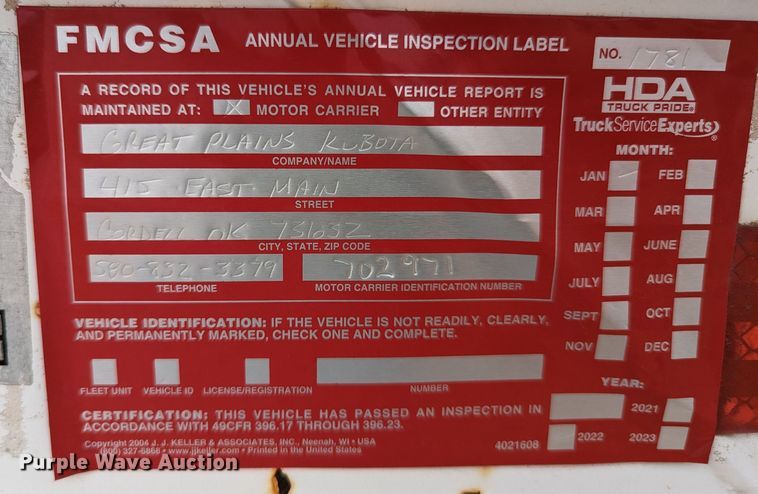 FMCSA ANNUAL VEHICLE INSPECTION LABEL
NO. 1781
A RECORD OF THIS VEHICLE'S ANNUAL VEHICLE REPORT IS
MAINTAINED AT: X MOTOR CARRIER OTHER ENTITY
GREAT PLAINS KUBOTA
COMPANY/NAME
415 EAST MAIN
STREET
CORDELL OK 73632
CITY, STATE, ZIP CODE
580-832-3379 702971
TELEPHONE MOTOR CARRIER IDENTIFICATION NUMBER
HDA
TRUCK PRIDE®
TruckServiceExperts®
MONTH:
JAN FEB
MAR APR
MAY JUNE
JULY AUG
SEPT OCT
NOV DEC
VEHICLE IDENTIFICATION: IF THE VEHICLE IS NOT READILY, CLEARLY,
AND PERMANENTLY MARKED, CHECK ONE AND COMPLETE.
FLEET UNIT VEHICLE ID LICENSE/REGISTRATION NUMBER
YEAR:
2021
2022 2023
CERTIFICATION: THIS VEHICLE HAS PASSED AN INSPECTION IN
ACCORDANCE WITH 49CFR 396.17 THROUGH 396.23.
Copyright 2004 J. J. KELLER & ASSOCIATES, INC., Neenah, WI • USA
(800) 327-6868 • www.jjkeller.com • Printed in the United States
4021608
Purple Wave Auction